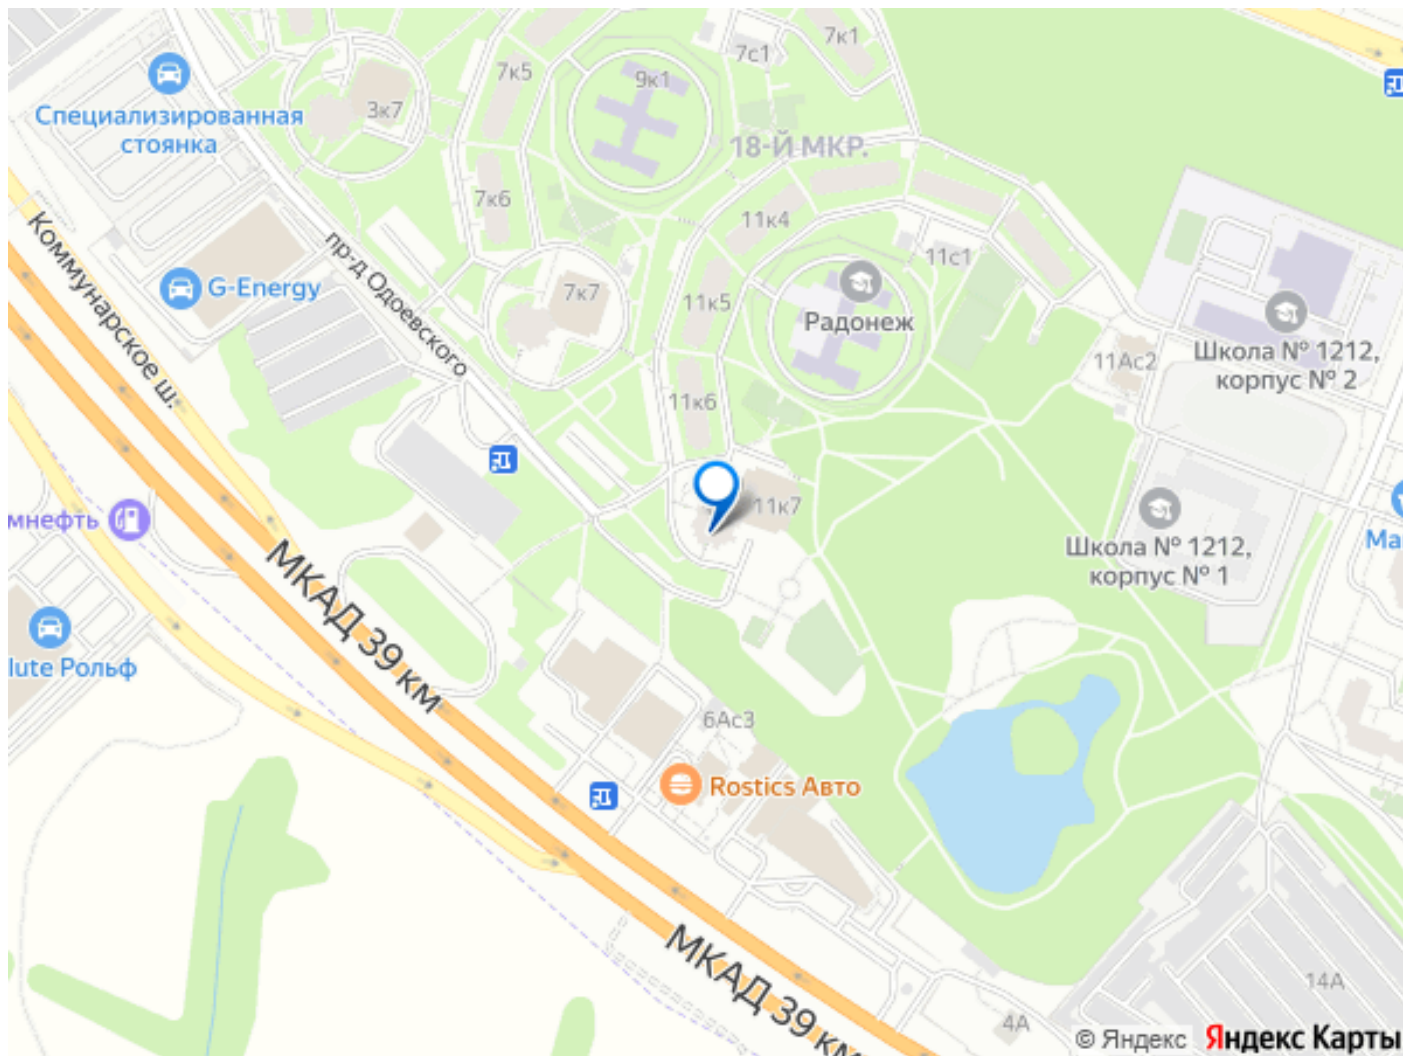 7к1
7с1
7к5
9к1
3к7
Специализированная
стоянка
18-Й МКР.
7к6
11к4
Коммунарское ш.
пр-д Одоевского
11с1
G-Energy
7к7
11к5
Радонеж
Школа № 1212,
корпус № 2
11Ас2
11к6
11к7
мнефть
Школа № 1212,
корпус № 1
Ма
МКАД 39 км
lute Рольф
6Ас3
Rostics Авто
МКАД 39 км
14А
4А
© Яндекс Яндекс Карты